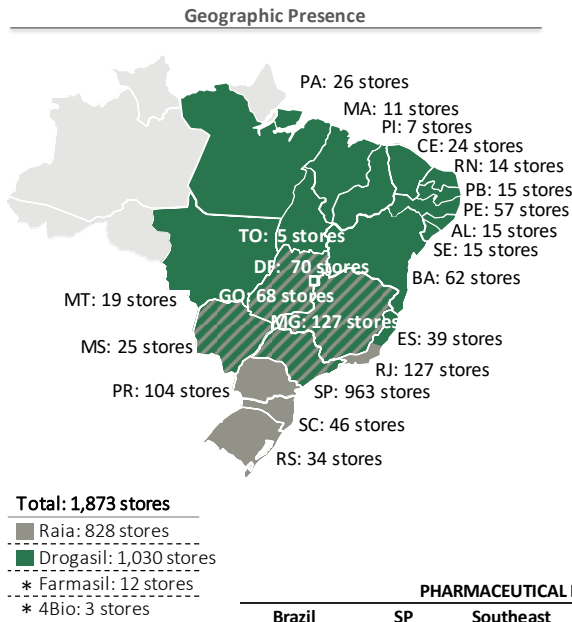 Geographic Presence
PA: 26 stores
MA: 11 stores
PI: 7 stores
CE: 24 stores
RN: 14 stores
PB: 15 stores
PE: 57 stores
TO: 5 stores
AL: 15 stores
SE: 15 stores
DF: 70 stores
BA: 62 stores
MT: 19 stores
GO: 68 stores
MG: 127 stores
ES: 39 stores
MS: 25 stores
RJ: 127 stores
PR: 104 stores
SP: 963 stores
SC: 46 stores
RS: 34 stores
Total: 1,873 stores
Raia: 828 stores
Drogasil: 1,030 stores
* Farmasil: 12 stores
* 4Bio: 3 stores
PHARMACEUTICAL
Brazil SP Southeast